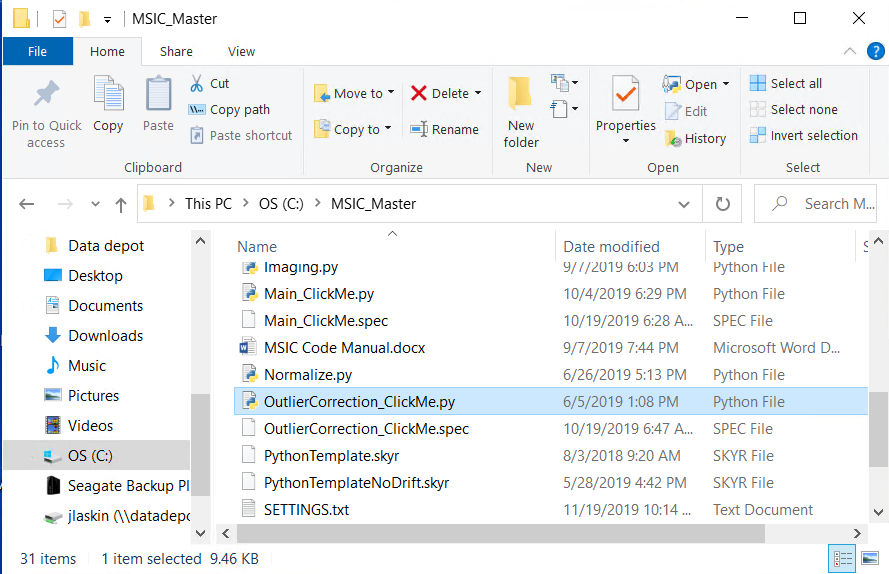 MSIC_Master
File Home Share View
Pin to Quick access
Copy
Paste
Cut
Copy path
Paste shortcut
Clipboard
Move to
Copy to
Delete
Rename
Organize
New folder
New
Properties
Open
Edit
History
Open
Select all
Select none
Invert selection
Select
This PC > OS (C:) > MSIC_Master
Search M...
Data depot
Desktop
Documents
Downloads
Music
Pictures
Videos
OS (C:)
Seagate Backup Pl
jlaskin (\\datadepo
Name Date modified Type S
Imaging.py 9/7/2019 6:03 PM Python File
Main_ClickMe.py 10/4/2019 6:29 PM Python File
Main_ClickMe.spec 10/19/2019 6:28 A... SPEC File
MSIC Code Manual.docx 9/7/2019 7:44 PM Microsoft Word D...
Normalize.py 6/26/2019 5:13 PM Python File
OutlierCorrection_ClickMe.py 6/5/2019 1:08 PM Python File
OutlierCorrection_ClickMe.spec 10/19/2019 6:47 A... SPEC File
PythonTemplate.skyr 8/3/2018 9:20 AM SKYR File
PythonTemplateNoDrift.skyr 5/28/2019 4:42 PM SKYR File
SETTINGS.txt 11/19/2019 10:14 ... Text Document
31 items 1 item selected 9.46 KB